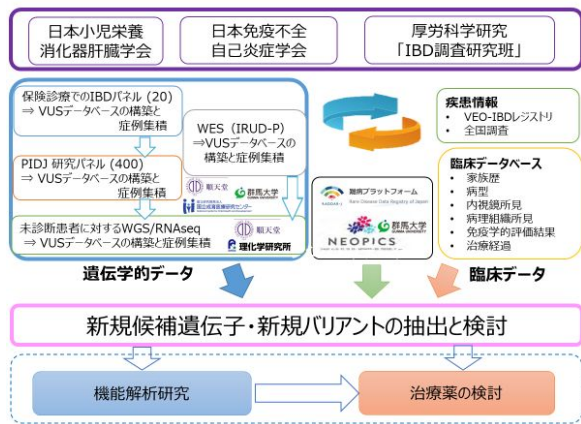 日本小児栄養
消化器肝臓学会
日本免疫不全
自己炎症学会
厚労科学研究
「IBD調査研究班」
保険診療でのIBDパネル (20)
⇒ VUSデータベースの構築と
症例集積
PIDJ 研究パネル (400)
⇒ VUSデータベースの構築と
症例集積
WES（IRUD-P）
⇒VUSデータベースの
構築と症例集積
順天堂
群馬大学
国立成育医療研究センター
未診断患者に対するWGS/RNAseq
⇒ VUSデータベースの構築と症例集積
順天堂
理化学研究所
難病プラットフォーム
Rare Disease Data Registry of Japan
群馬大学
NEOPICS
疾患情報
• VEO-IBDレジストリ
• 全国調査
臨床データベース
• 家族歴
• 病型
• 内視鏡所見
• 病理組織所見
• 免疫学的評価結果
• 治療経過
遺伝学的データ
臨床データ
新規候補遺伝子・新規バリアントの抽出と検討
機能解析研究
治療薬の検討